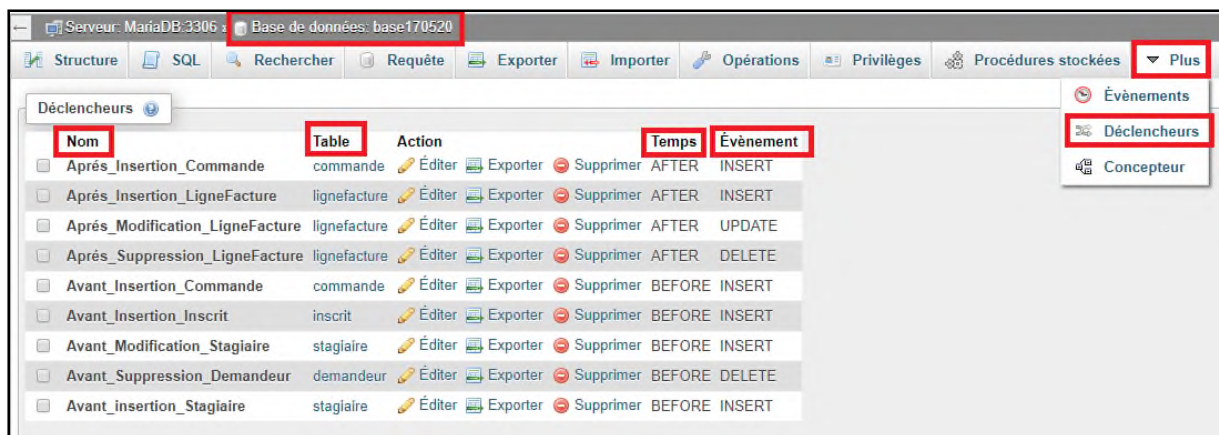 Serveur: MariaDB:3306 » Base de données: base170520
Structure SQL Rechercher Requête Exporter Importer Opérations Privilèges Procédures stockées Plus
Évènements
Déclencheurs
Concepteur
Déclencheurs
Nom Table Action Temps Évènement
Aprés_Insertion_Commande commande Éditer Exporter Supprimer AFTER INSERT
Aprés_Insertion_LigneFacture lignefacture Éditer Exporter Supprimer AFTER INSERT
Aprés_Modification_LigneFacture lignefacture Éditer Exporter Supprimer AFTER UPDATE
Aprés_Suppression_LigneFacture lignefacture Éditer Exporter Supprimer AFTER DELETE
Avant_Insertion_Commande commande Éditer Exporter Supprimer BEFORE INSERT
Avant_Insertion_Inscrit inscrit Éditer Exporter Supprimer BEFORE INSERT
Avant_Modification_Stagiaire stagiaire Éditer Exporter Supprimer BEFORE INSERT
Avant_Suppression_Demandeur demandeur Éditer Exporter Supprimer BEFORE DELETE
Avant_insertion_Stagiaire stagiaire Éditer Exporter Supprimer BEFORE INSERT